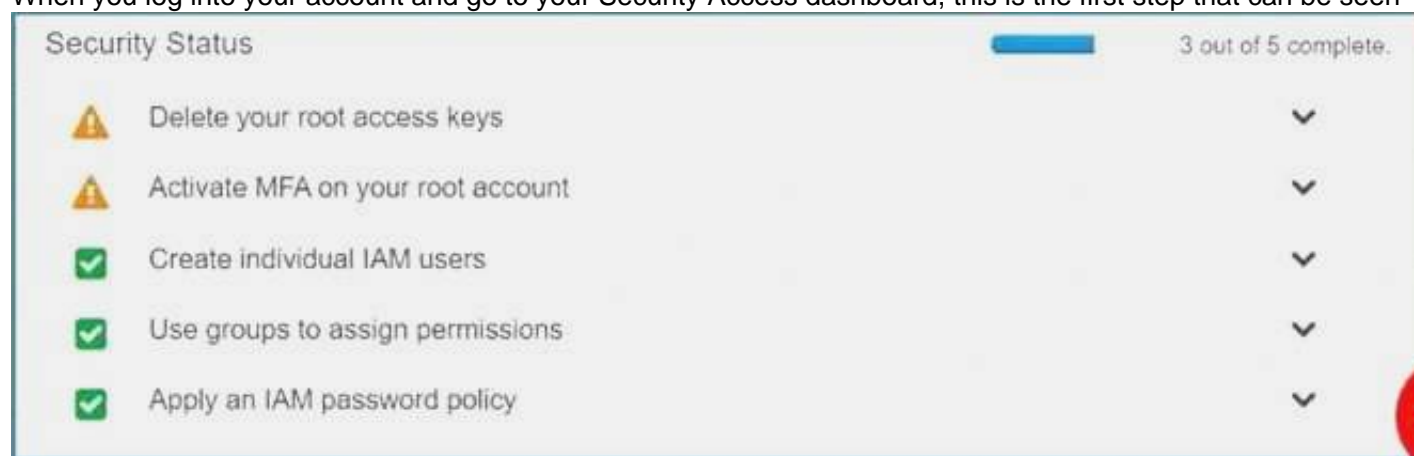 When you log into your account and go to your Security Access dashboard, this is the first step that can be seen
Security Status 3 out of 5 complete.
Delete your root access keys
Activate MFA on your root account
Create individual IAM users
Use groups to assign permissions
Apply an IAM password policy